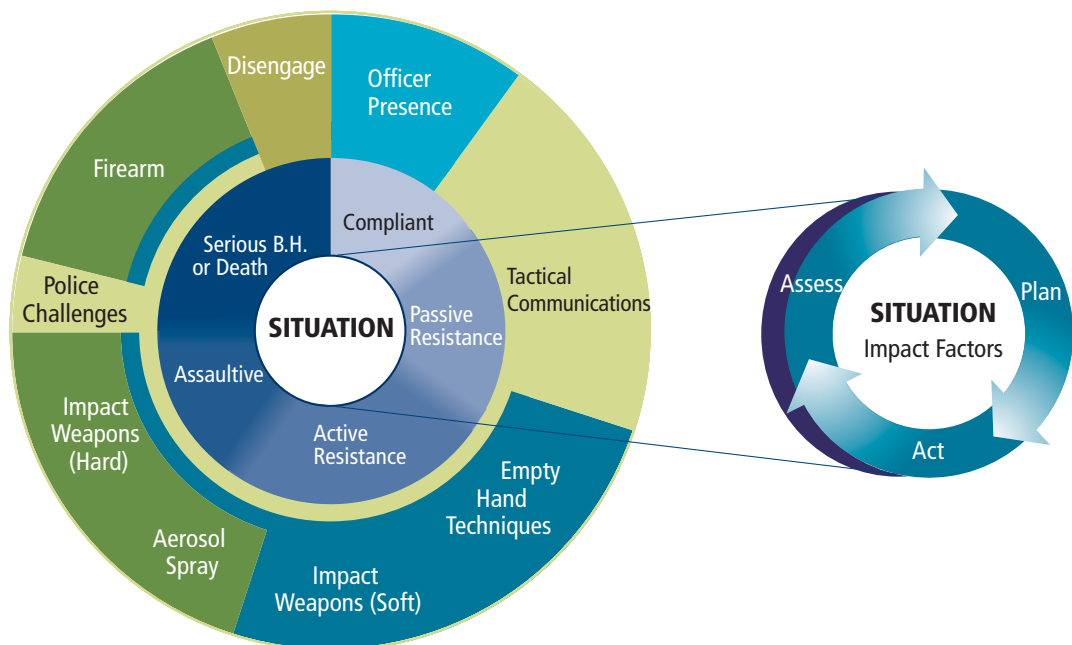 Disengage
Officer
Presence
Firearm
Compliant
Serious B.H.
or Death
Tactical
Communications
Police
Challenges
SITUATION
Passive
Resistance
Assaultive
Impact
Weapons
(Hard)
Active
Resistance
Empty
Hand
Techniques
Aerosol
Spray
Impact
Weapons (Soft)
Assess
Plan
SITUATION
Impact Factors
Act